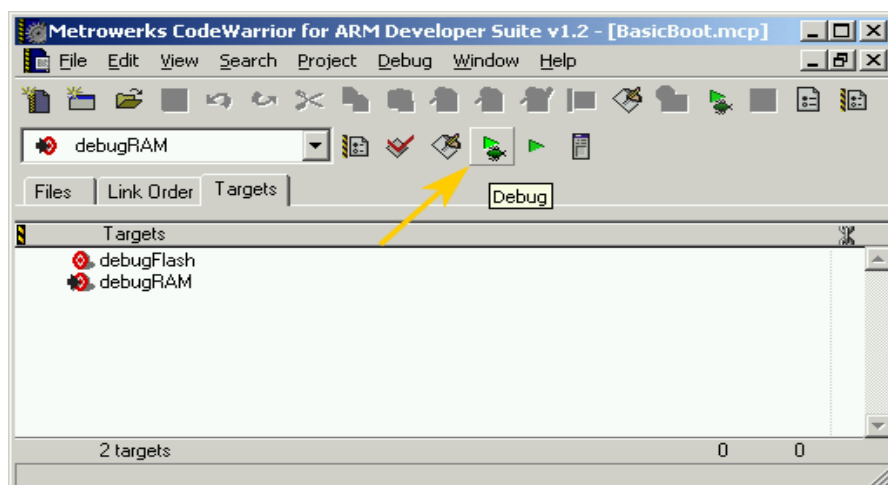 Metrowerks CodeWarrior for ARM Developer Suite v1.2 - [BasicBoot.mcp]
File Edit View Search Project Debug Window Help
debugRAM
Debug
Files Link Order Targets
Targets
debugFlash
debugRAM
2 targets 0 0